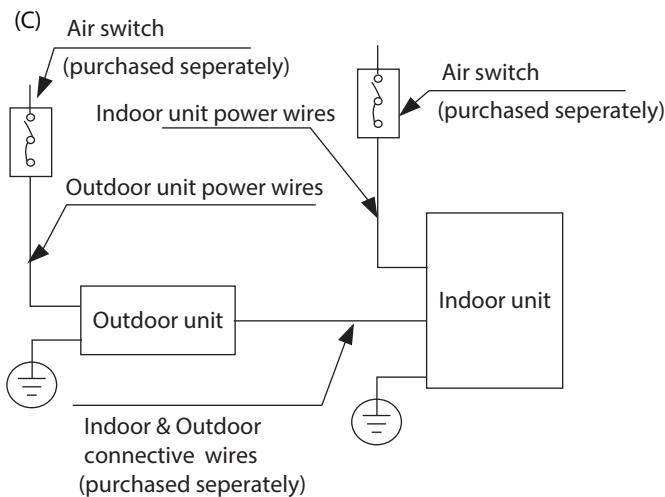 (C)
Air switch
(purchased seperately)
Air switch
(purchased seperately)
Indoor unit power wires
Outdoor unit power wires
Outdoor unit
Indoor unit
Indoor & Outdoor
connective wires
(purchased seperately)